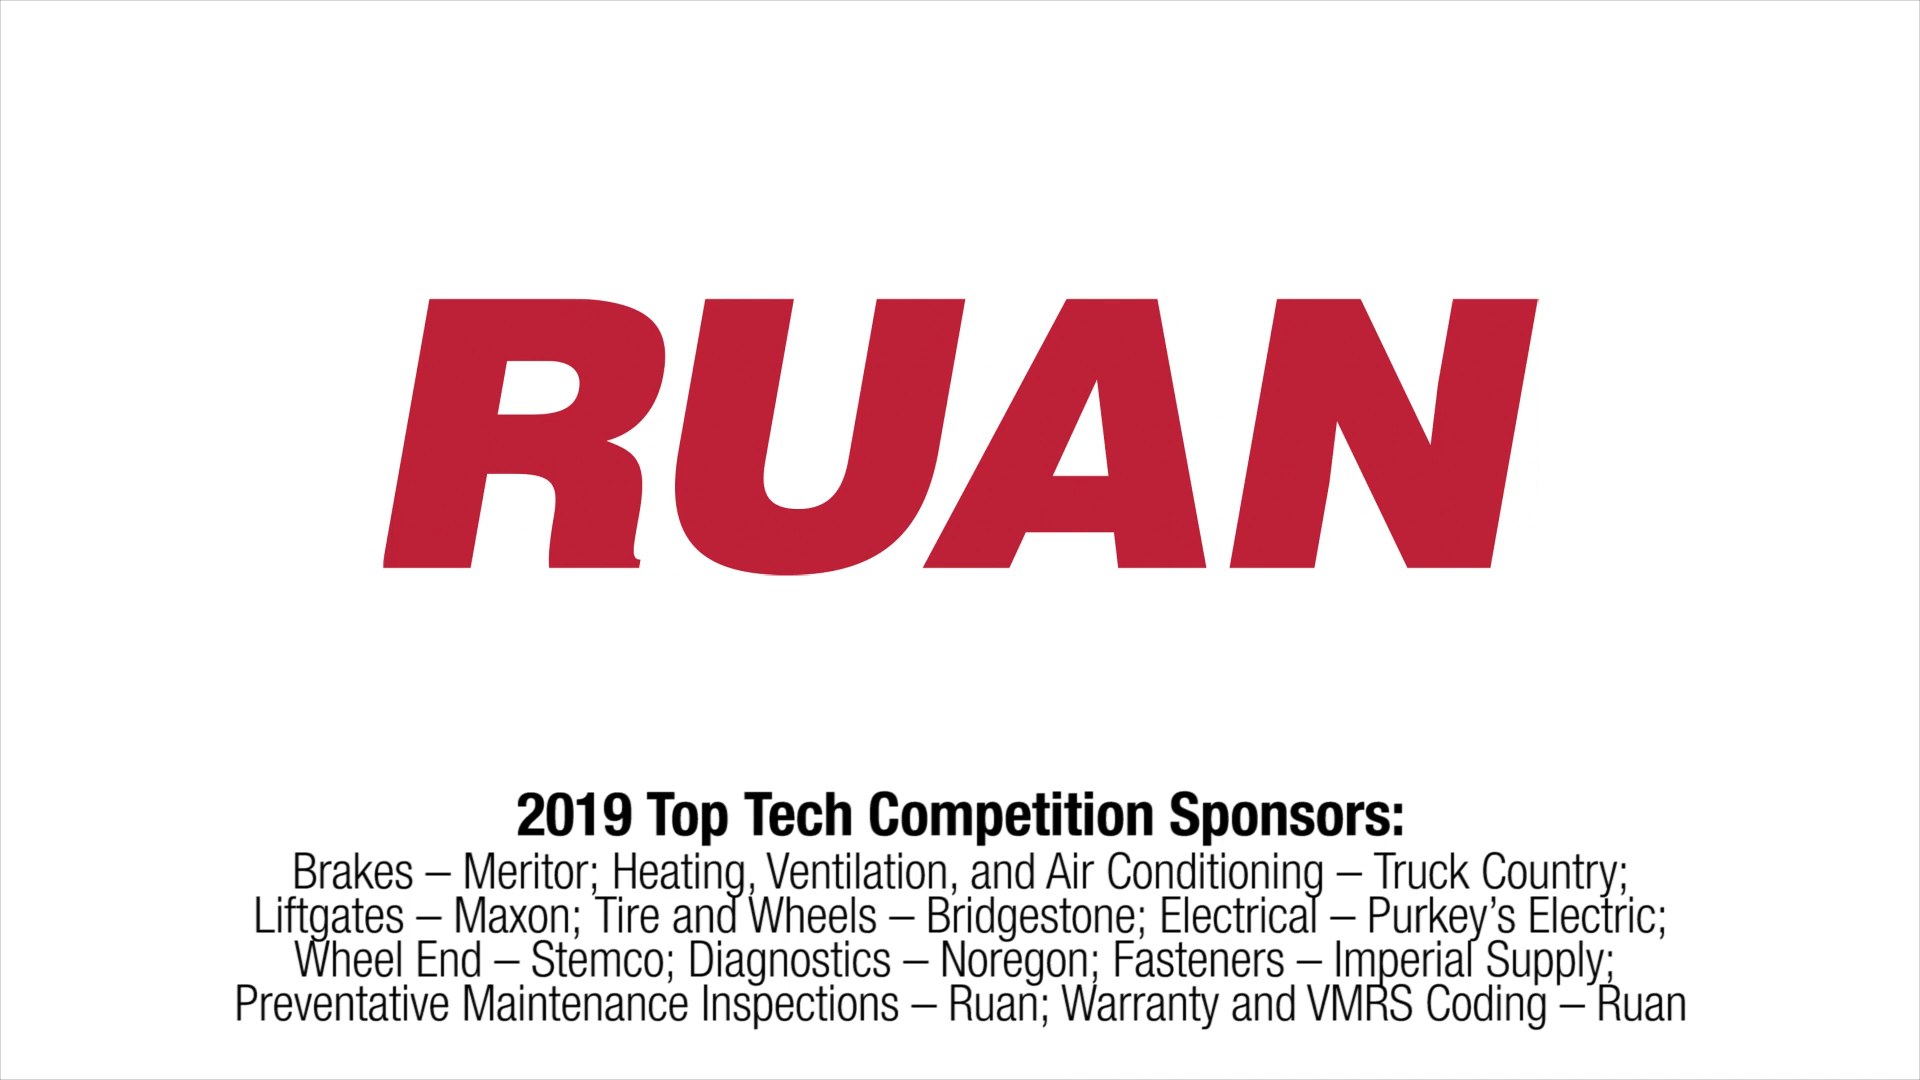 RUAN
2019 Top Tech Competition Sponsors:
Brakes – Meritor; Heating, Ventilation, and Air Conditioning – Truck Country;
Liftgates – Maxon; Tire and Wheels – Bridgestone; Electrical – Purkey’s Electric;
Wheel End – Stemco; Diagnostics – Noregon; Fasteners – Imperial Supply;
Preventative Maintenance Inspections – Ruan; Warranty and VMRS Coding – Ruan